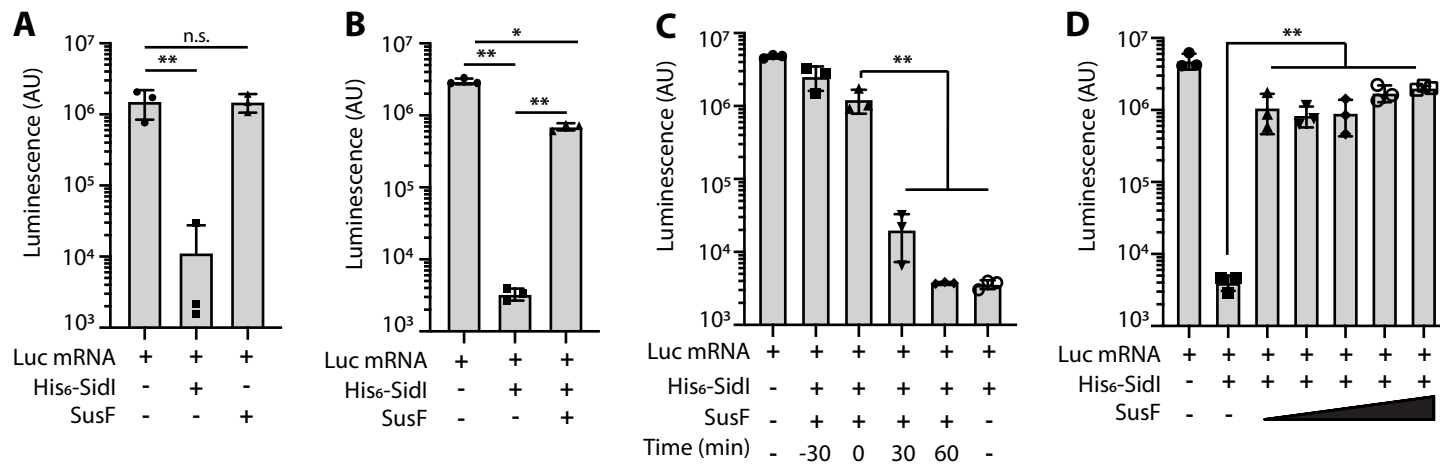 A
n.s.
**
10⁷
10⁶
10⁵
10⁴
10³
Luminescence (AU)
Luc mRNA + + +
His₆-SidI - + -
SusF - - +
B
*
**
**
10⁷
10⁶
10⁵
10⁴
10³
Luminescence (AU)
Luc mRNA + + +
His₆-SidI - + +
SusF - - +
C
**
10⁷
10⁶
10⁵
10⁴
10³
Luminescence (AU)
Luc mRNA + + + + + +
His₆-SidI - + + + + +
SusF - + + + + -
Time (min) - -30 0 30 60 -
D
**
10⁷
10⁶
10⁵
10⁴
10³
Luminescence (AU)
Luc mRNA + + + + + + +
His₆-SidI - + + + + + +
SusF - -